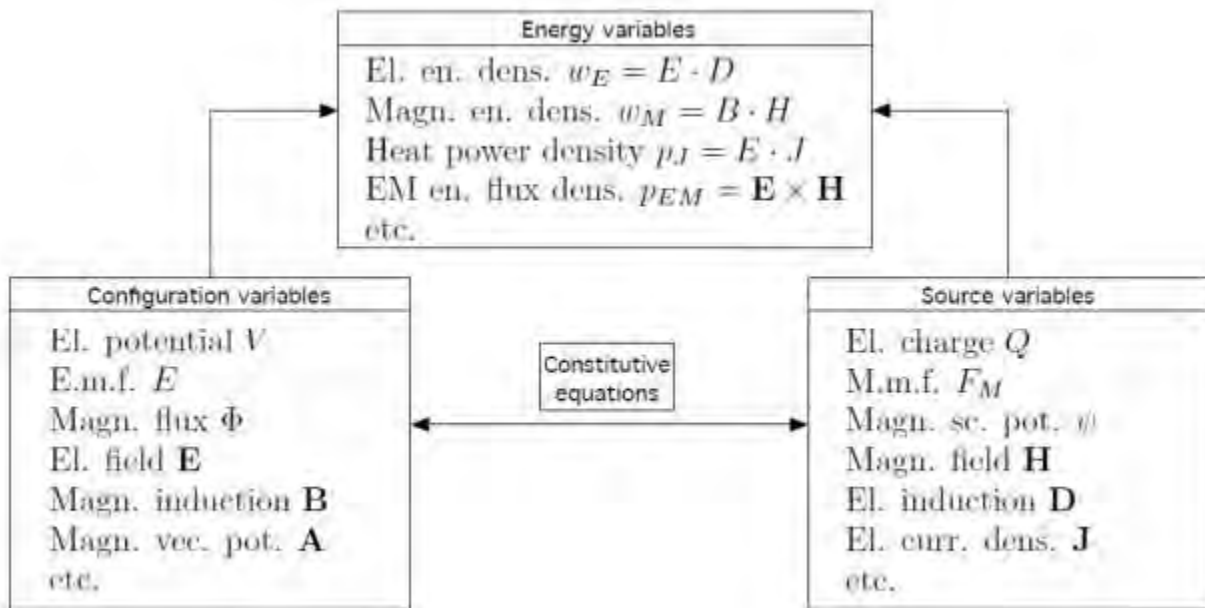 Energy variables
El. en. dens. w_E = E · D
Magn. en. dens. w_M = B · H
Heat power density p_J = E · J
EM en. flux dens. p_{EM} = E × H
etc.
Configuration variables
El. potential V
E.m.f. E
Magn. flux Φ
El. field E
Magn. induction B
Magn. vec. pot. A
etc.
Constitutive
equations
Source variables
El. charge Q
M.m.f. F_M
Magn. sc. pot. ψ
Magn. field H
El. induction D
El. curr. dens. J
etc.